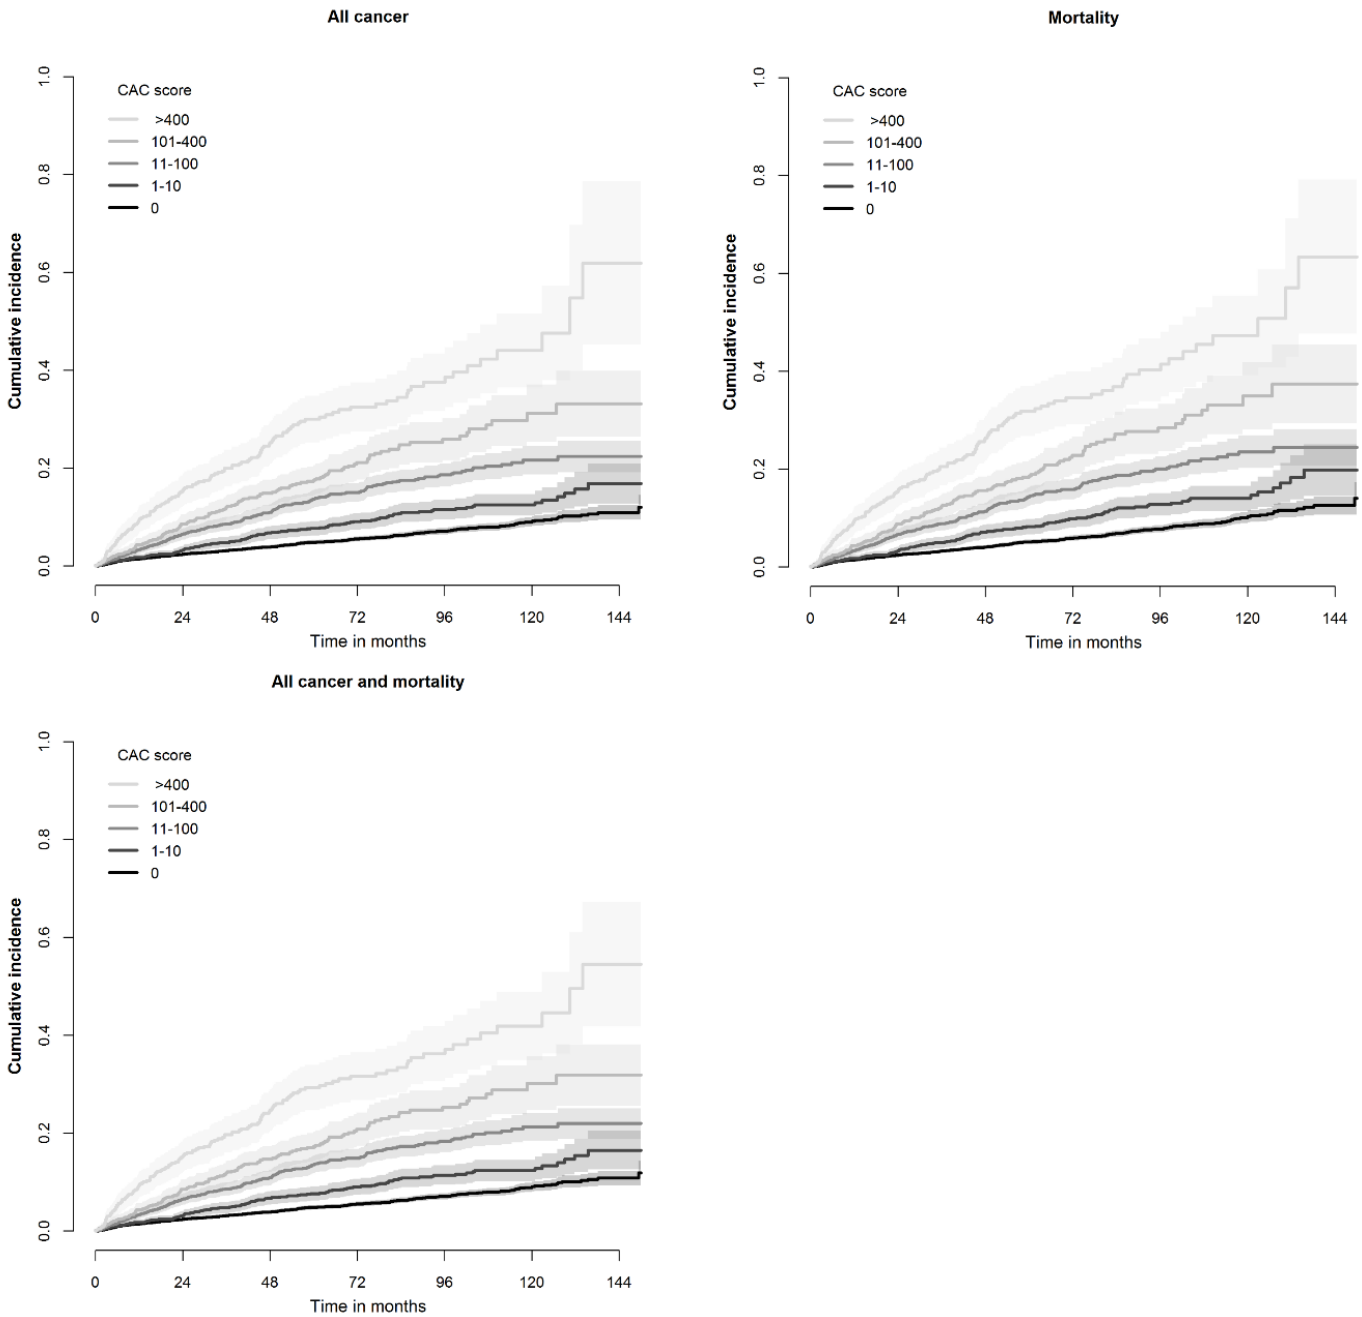 All cancer
CAC score
>400
101-400
11-100
1-10
0
Cumulative incidence
1.0
0.8
0.6
0.4
0.2
0.0
0 24 48 72 96 120 144
Time in months
Mortality
CAC score
>400
101-400
11-100
1-10
0
Cumulative incidence
1.0
0.8
0.6
0.4
0.2
0.0
0 24 48 72 96 120 144
Time in months
All cancer and mortality
CAC score
>400
101-400
11-100
1-10
0
Cumulative incidence
1.0
0.8
0.6
0.4
0.2
0.0
0 24 48 72 96 120 144
Time in months